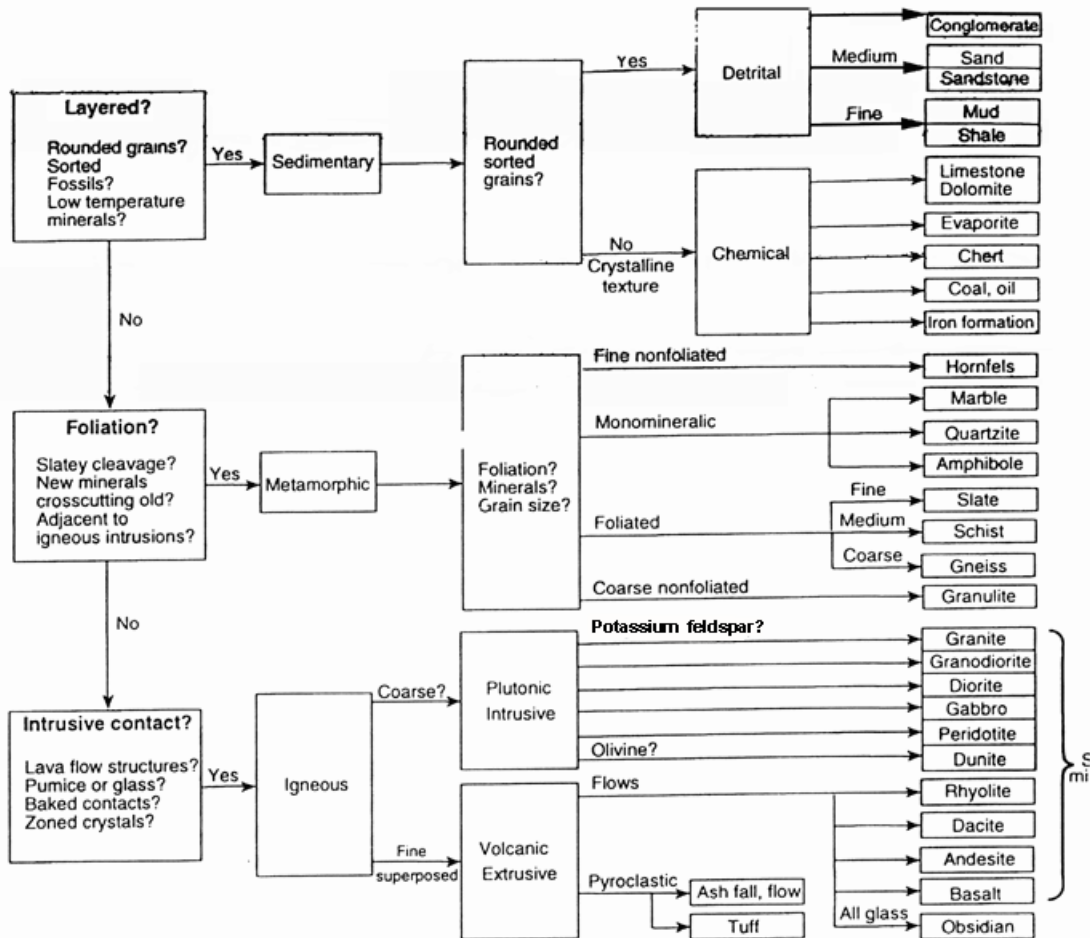 Layered?
Rounded grains?
Sorted
Fossils?
Low temperature
minerals?
Yes
Sedimentary
Rounded
sorted
grains?
Yes
Detrital
Conglomerate
Medium
Sand
Sandstone
Fine
Mud
Shale
No
Crystalline
texture
Chemical
Limestone
Dolomite
Evaporite
Chert
Coal, oil
Iron formation
No
Foliation?
Slatey cleavage?
New minerals
crosscutting old?
Adjacent to
igneous intrusions?
Yes
Metamorphic
Foliation?
Minerals?
Grain size?
Fine nonfoliated
Hornfels
Monomineralic
Marble
Quartzite
Amphibole
Foliated
Fine
Slate
Medium
Schist
Coarse
Gneiss
Coarse nonfoliated
Granulite
No
Intrusive contact?
Lava flow structures?
Pumice or glass?
Baked contacts?
Zoned crystals?
Yes
Igneous
Coarse?
Plutonic
Intrusive
Potassium feldspar?
Granite
Granodiorite
Diorite
Gabbro
Peridotite
Olivine?
Dunite
Fine
superposed
Volcanic
Extrusive
Flows
Rhyolite
Dacite
Andesite
Basalt
All glass
Obsidian
Pyroclastic
Ash fall, flow
Tuff